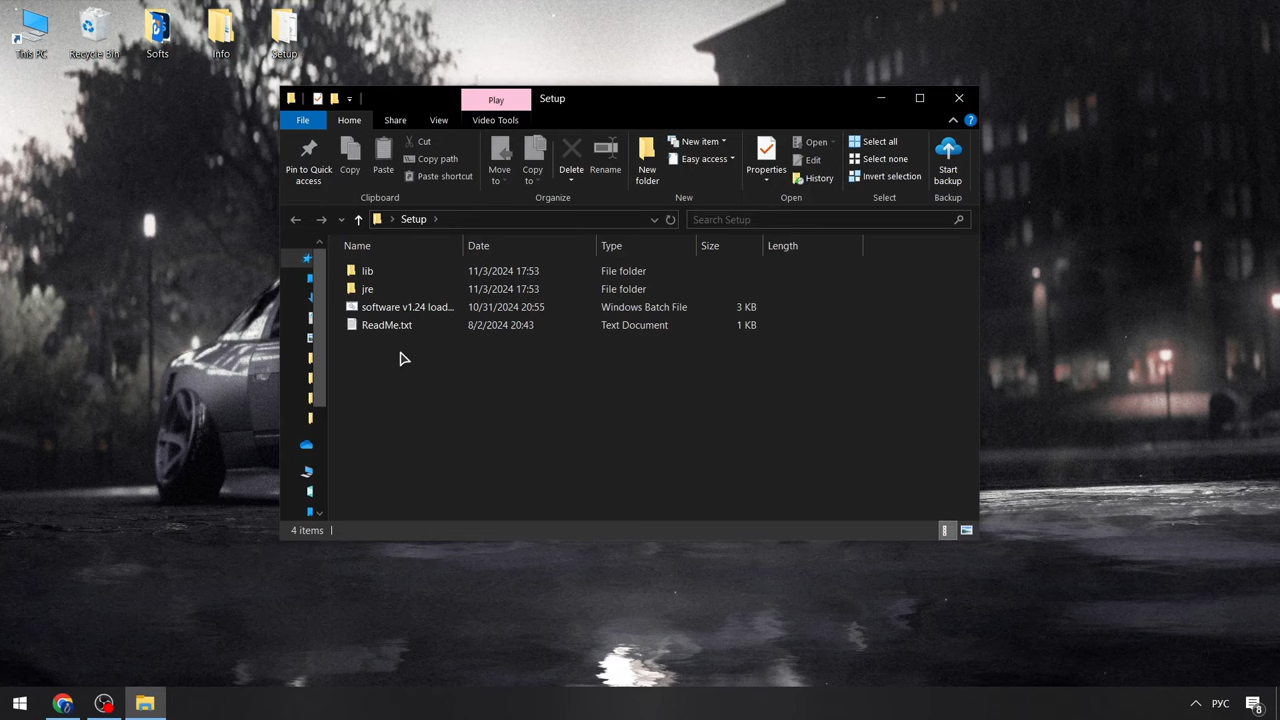 This PC
Recycle Bin
Softs
Info
Setup
Play
Setup
File
Home
Share
View
Video Tools
Pin to Quick access
Copy
Paste
Cut
Copy path
Paste shortcut
Clipboard
Move to
Copy to
Delete
Rename
Organize
New folder
New item
Easy access
New
Properties
Open
Edit
History
Open
Select all
Select none
Invert selection
Select
Start backup
Backup
Setup
Search Setup
Name Date Type Size Length
lib 11/3/2024 17:53 File folder
jre 11/3/2024 17:53 File folder
software v1.24 load... 10/31/2024 20:55 Windows Batch File 3 KB
ReadMe.txt 8/2/2024 20:43 Text Document 1 KB
4 items
РУС
8